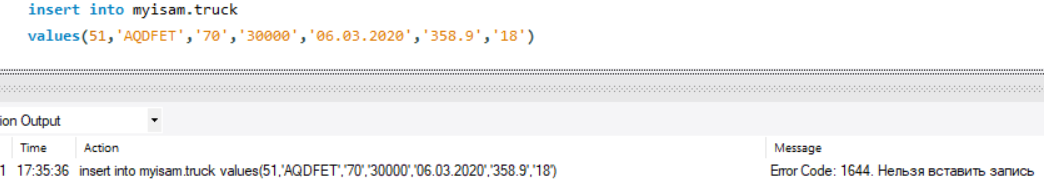 insert into myisam.truck
values(51,'AQDFET','70','30000','06.03.2020','358.9','18')
ion Output
Time Action Message
1 17:35:36 insert into myisam.truck values(51,'AQDFET','70','30000','06.03.2020','358.9','18') Error Code: 1644. Нельзя вставить запись